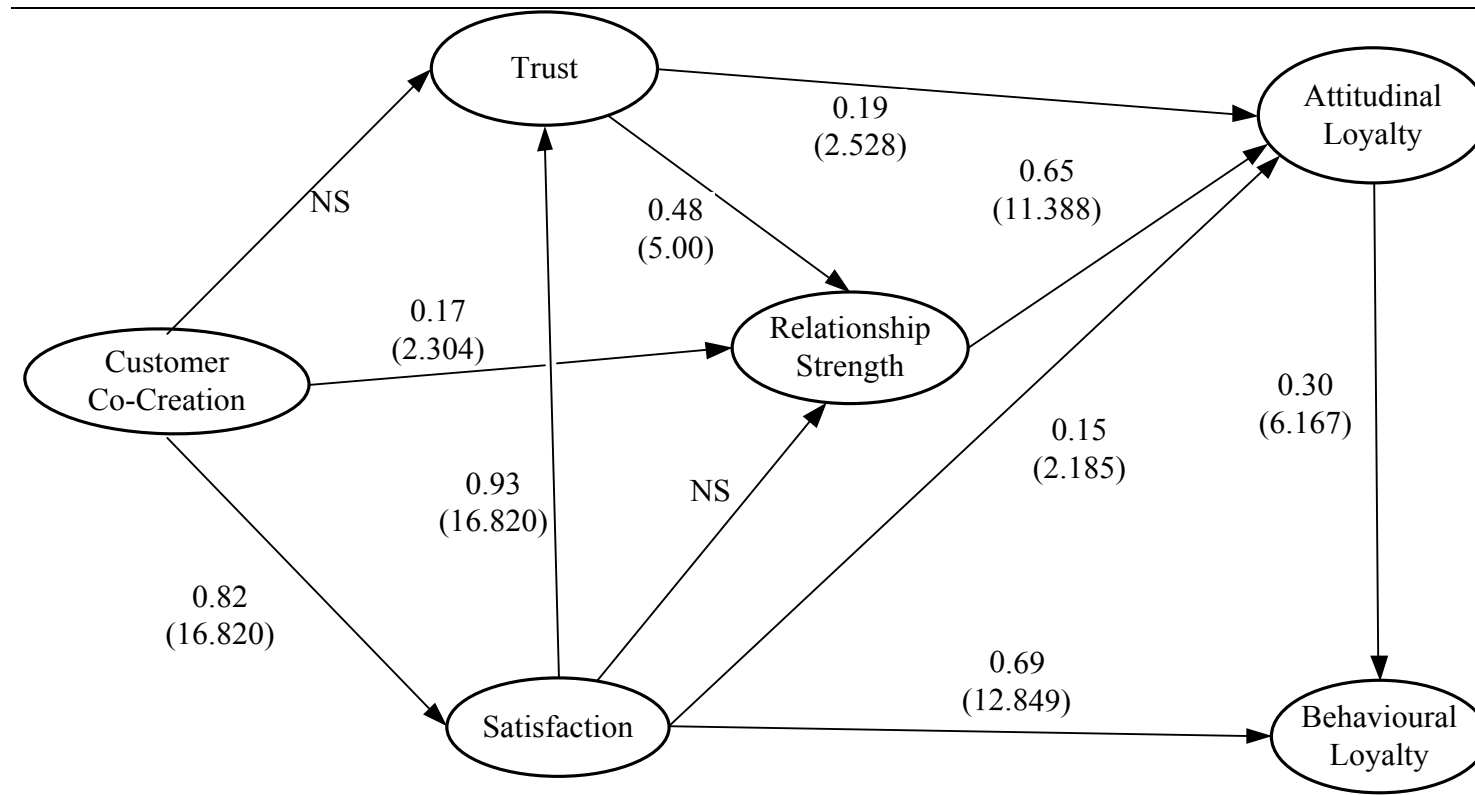 Trust
Attitudinal
Loyalty
0.19
(2.528)
0.65
(11.388)
NS
0.48
(5.00)
0.17
(2.304)
Relationship
Strength
Customer
Co-Creation
0.30
(6.167)
0.15
(2.185)
0.93
(16.820)
NS
0.82
(16.820)
0.69
(12.849)
Satisfaction
Behavioural
Loyalty